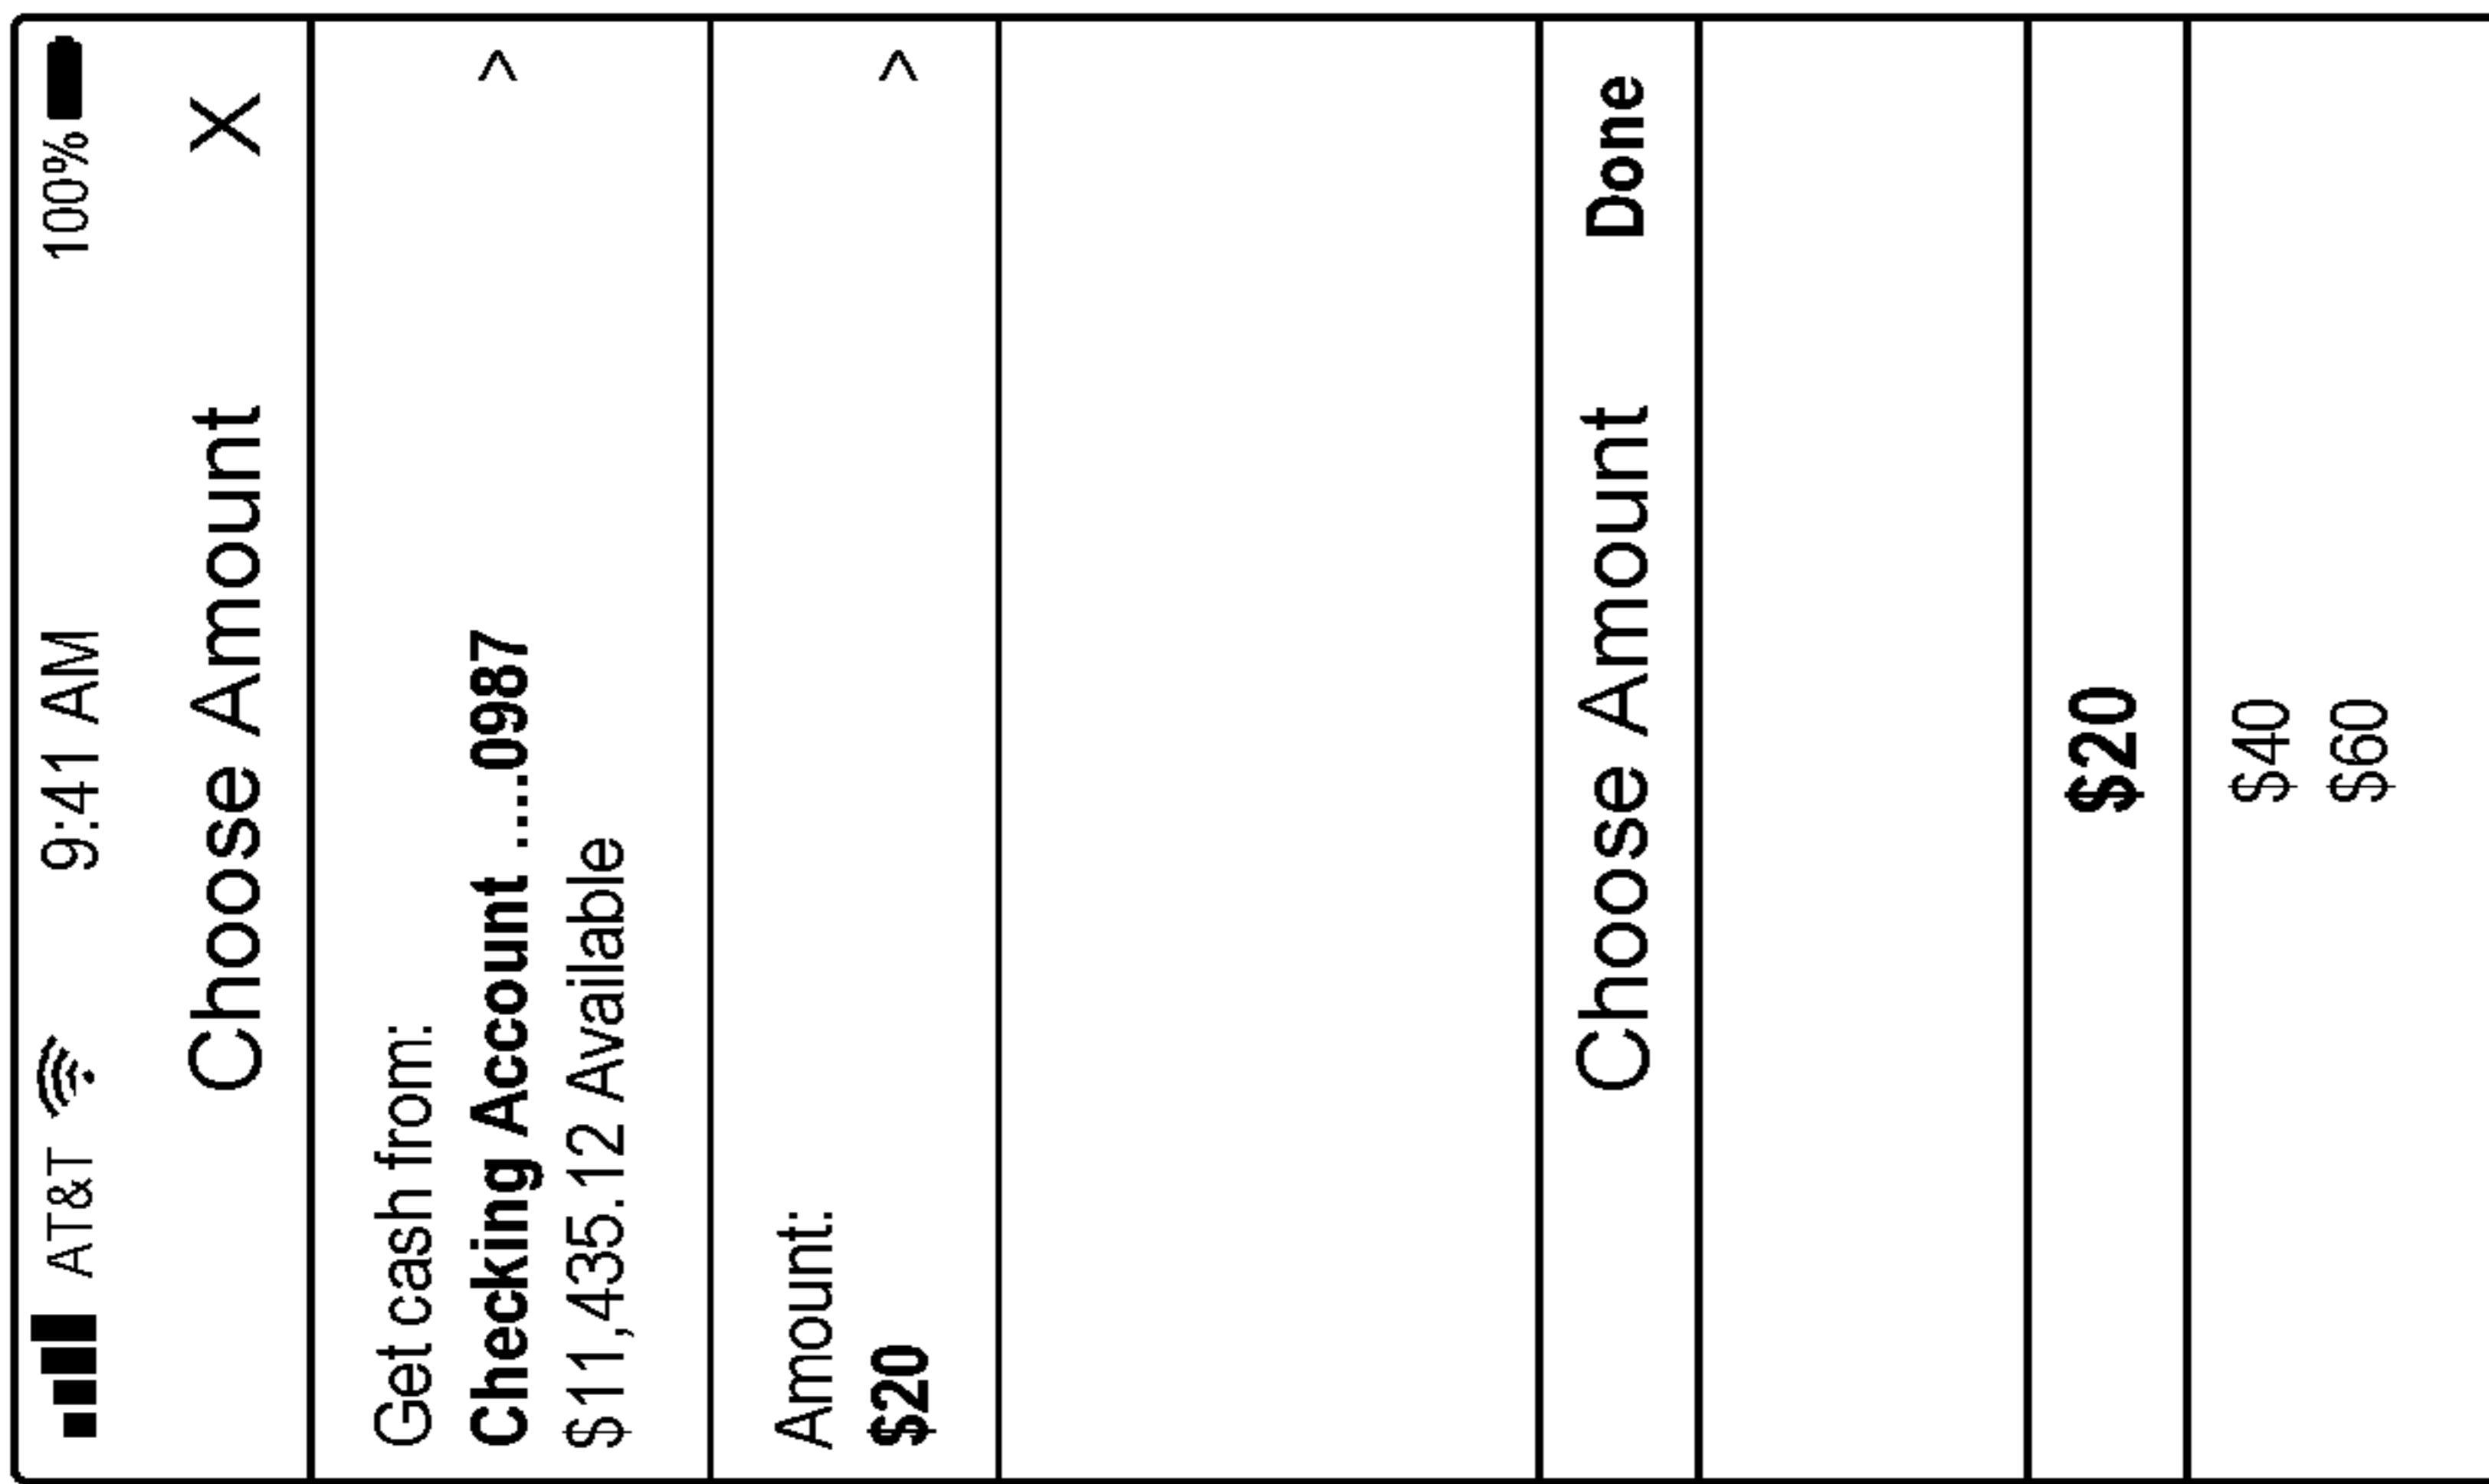 AT&T 9:41 AM 100%
Choose Amount X
Get cash from:
Checking Account ....0987 >
$11,435.12 Available
Amount:
$20 >
Choose Amount Done
$20
$40
$60